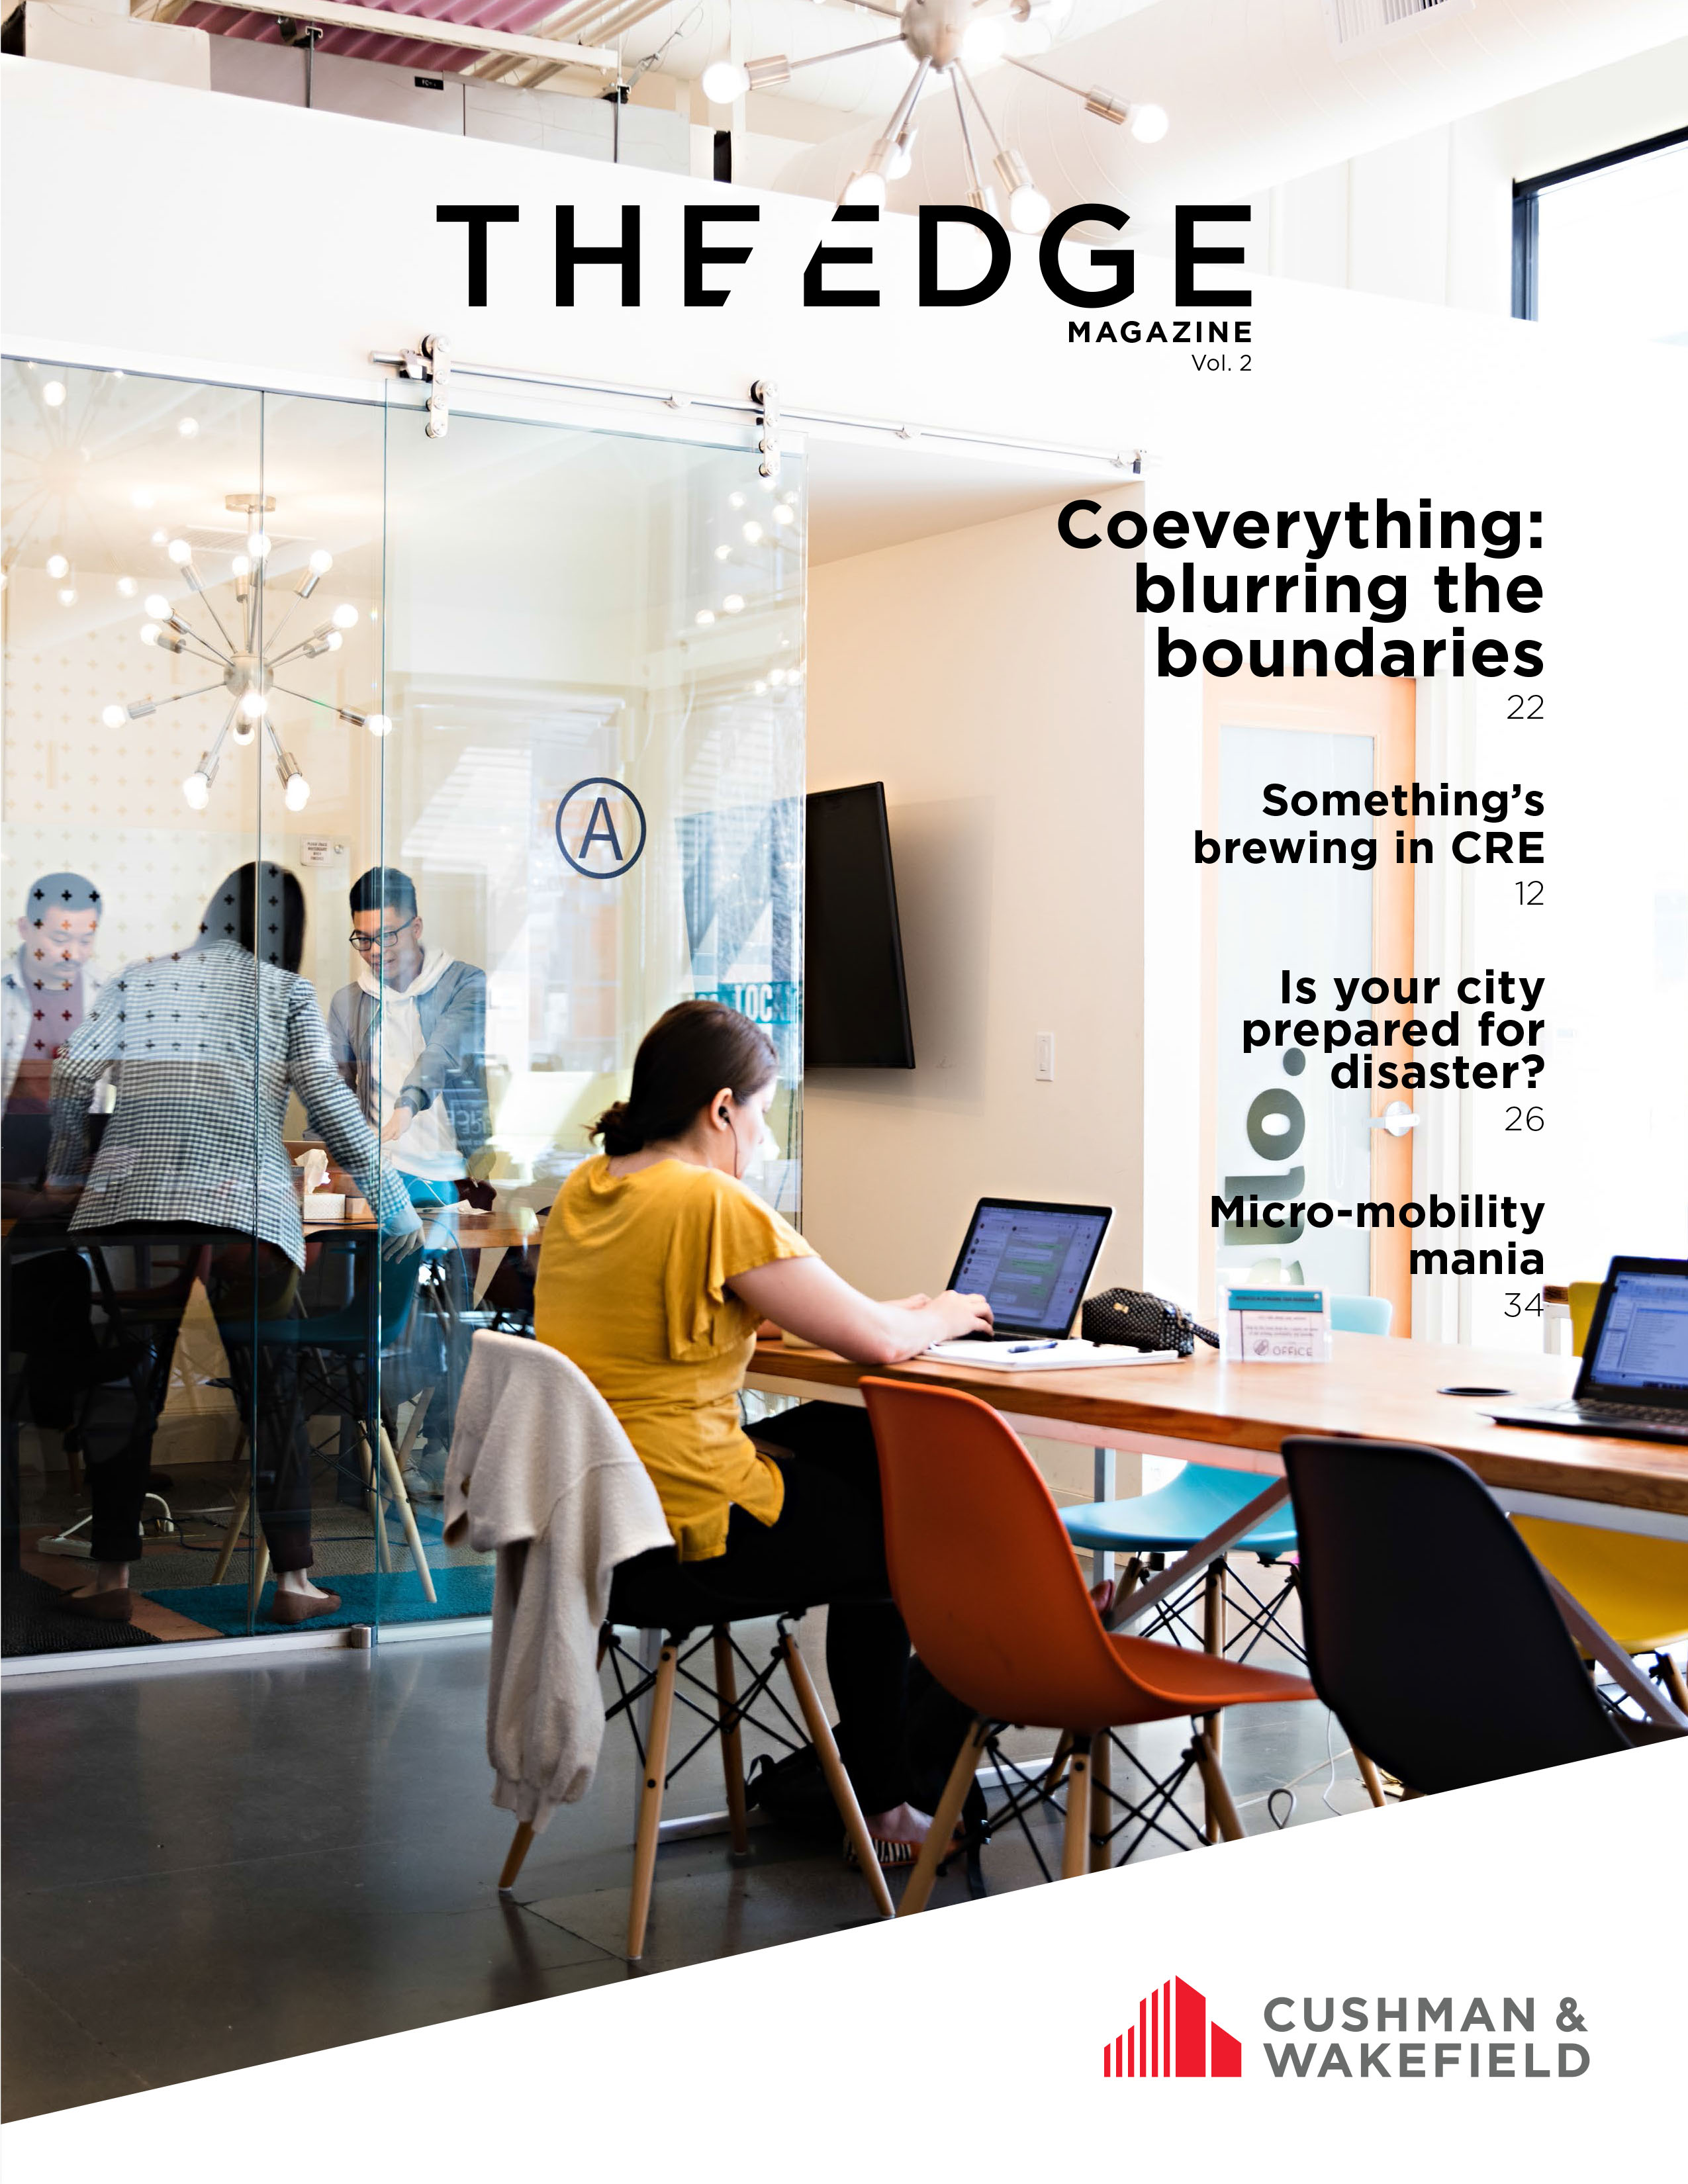 THE EDGE
MAGAZINE
Vol. 2
Coeverything:
blurring the
boundaries
22
Something’s
brewing in CRE
12
A
Is your city
prepared for
disaster?
26
Micro-mobility
mania
34
OFFICE
CUSHMAN &
WAKEFIELD